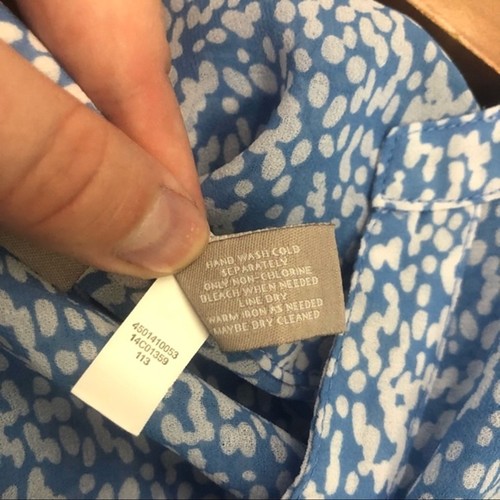 HAND WASH COLD
SEPARATELY
ONLY NON-CHLORINE
BLEACH WHEN NEEDED
LINE DRY
WARM IRON AS NEEDED
MAYBE DRY CLEANED
4501410053
14C01359
113